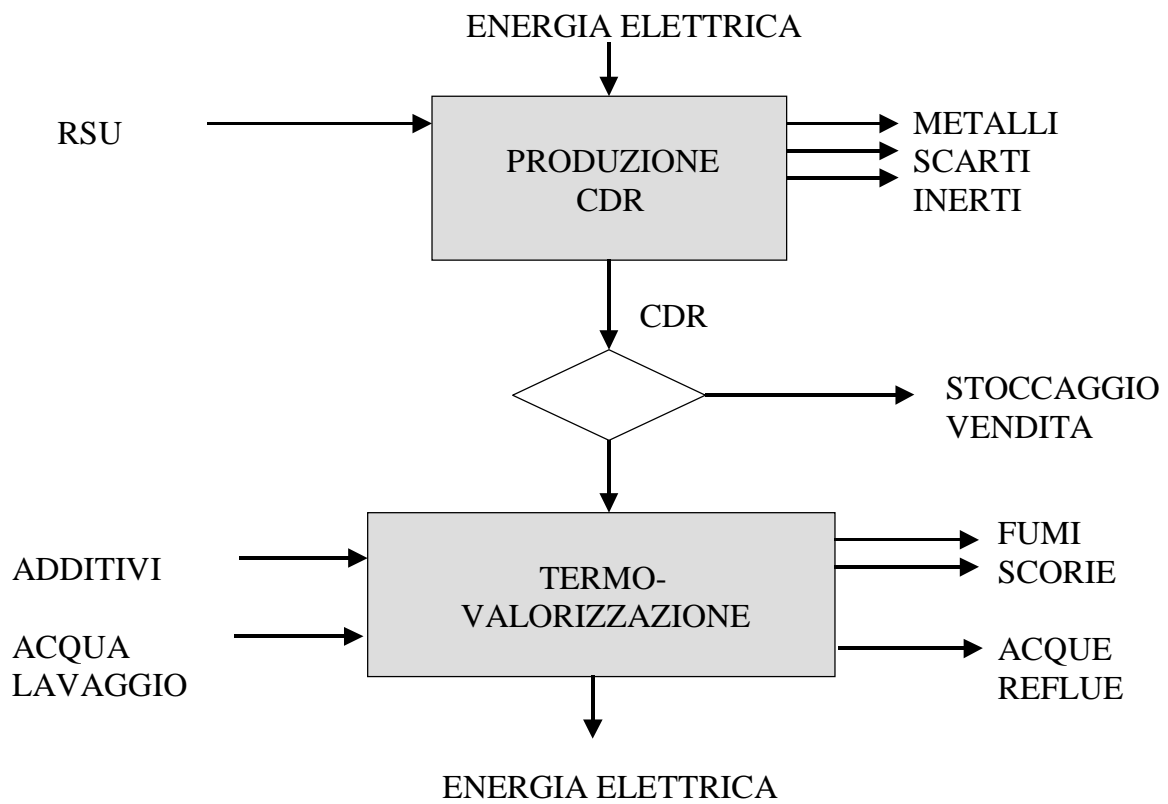 ENERGIA ELETTRICA
RSU
PRODUZIONE
CDR
METALLI
SCARTI
INERTI
CDR
STOCCAGGIO
VENDITA
ADDITIVI
ACQUA
LAVAGGIO
TERMO-
VALORIZZAZIONE
FUMI
SCORIE
ACQUE
REFLUE
ENERGIA ELETTRICA